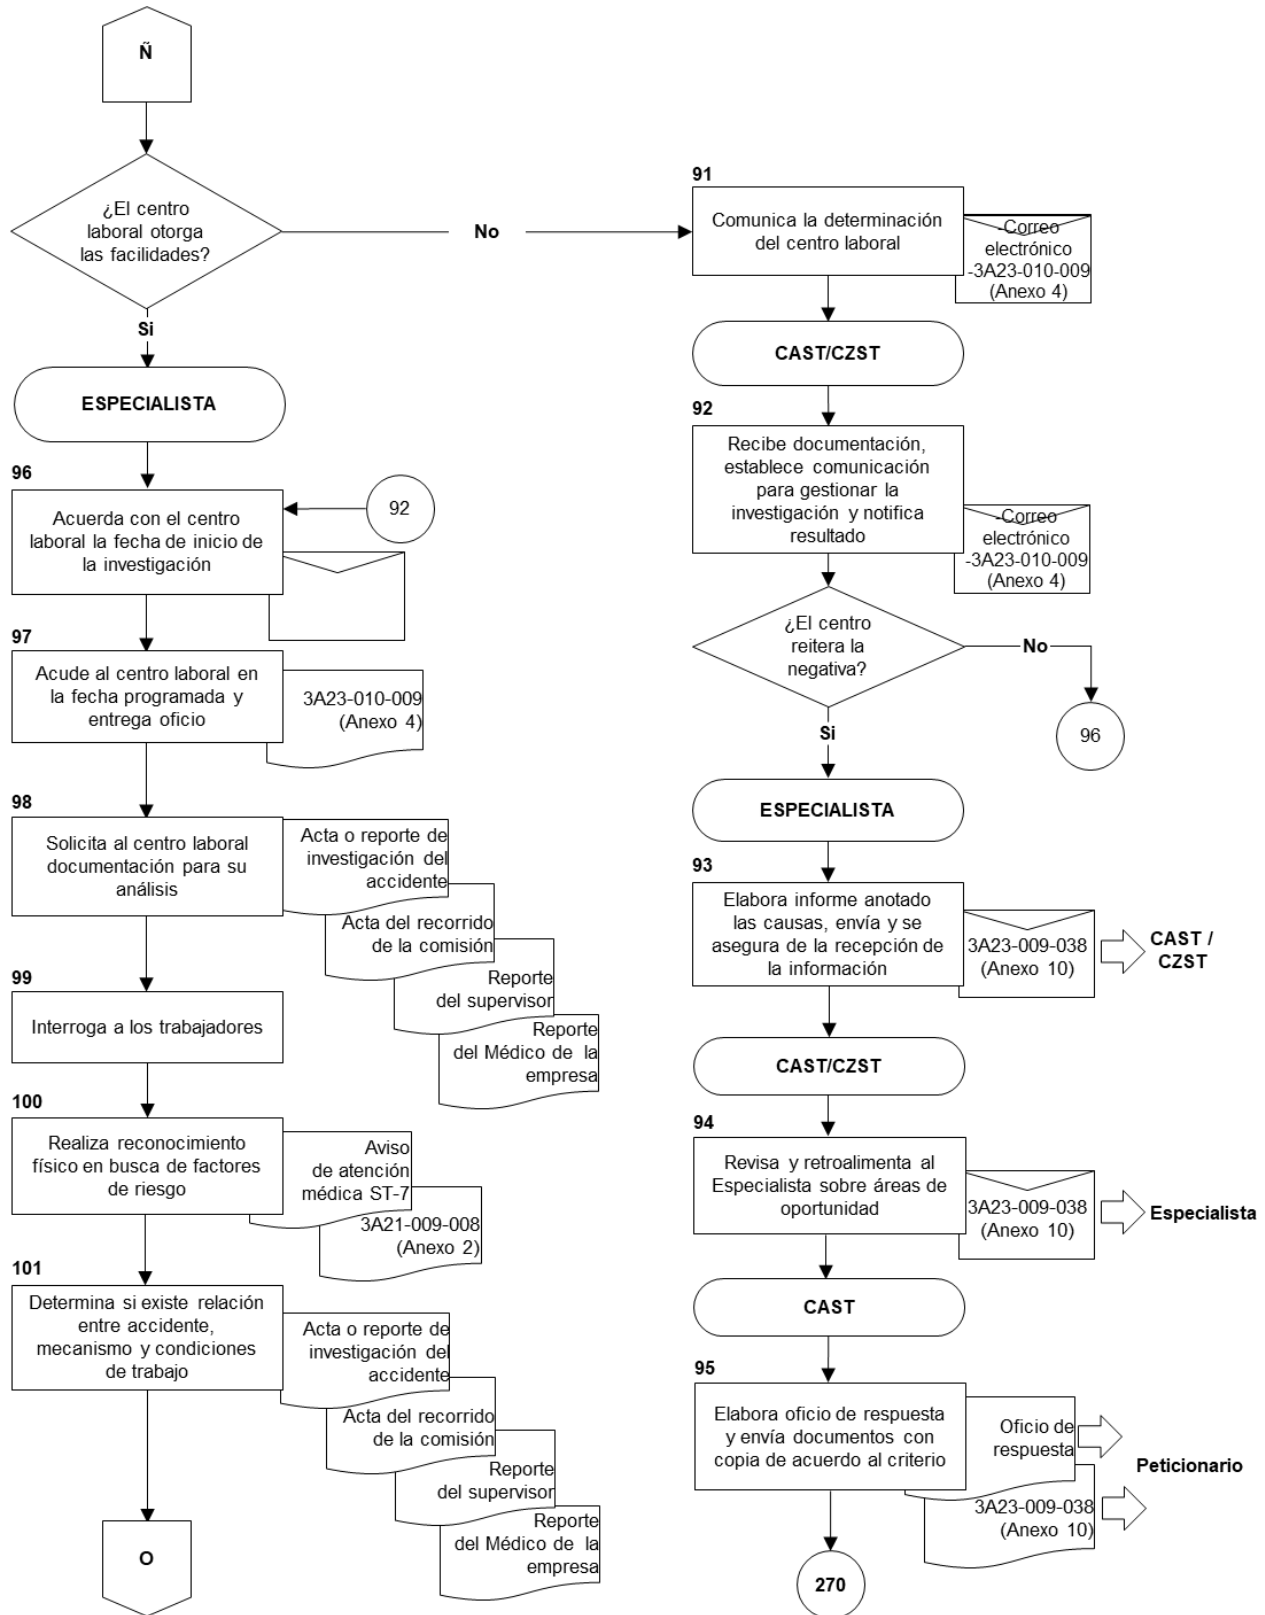 Ñ
¿El centro
laboral otorga
las facilidades?
No
Si
ESPECIALISTA
96
Acuerda con el centro
laboral la fecha de inicio de
la investigación
92
97
Acude al centro laboral en
la fecha programada y
entrega oficio
3A23-010-009
(Anexo 4)
98
Solicita al centro laboral
documentación para su
análisis
Acta o reporte de
investigación del
accidente
Acta del recorrido
de la comisión
Reporte
del supervisor
Reporte
del Médico de la
empresa
99
Interroga a los trabajadores
100
Realiza reconocimiento
físico en busca de factores
de riesgo
Aviso
de atención
médica ST-7
3A21-009-008
(Anexo 2)
101
Determina si existe relación
entre accidente,
mecanismo y condiciones
de trabajo
Acta o reporte de
investigación del
accidente
Acta del recorrido
de la comisión
Reporte
del supervisor
Reporte
del Médico de la
empresa
O
91
Comunica la determinación
del centro laboral
-Correo
electrónico
-3A23-010-009
(Anexo 4)
CAST/CZST
92
Recibe documentación,
establece comunicación
para gestionar la
investigación y notifica
resultado
-Correo
electrónico
-3A23-010-009
(Anexo 4)
¿El centro
reitera la
negativa?
No
96
Si
ESPECIALISTA
93
Elabora informe anotado
las causas, envía y se
asegura de la recepción de
la información
3A23-009-038
(Anexo 10)
CAST /
CZST
CAST/CZST
94
Revisa y retroalimenta al
Especialista sobre áreas de
oportunidad
3A23-009-038
(Anexo 10)
Especialista
CAST
95
Elabora oficio de respuesta
y envía documentos con
copia de acuerdo al criterio
Oficio de
respuesta
3A23-009-038
(Anexo 10)
Peticionario
270